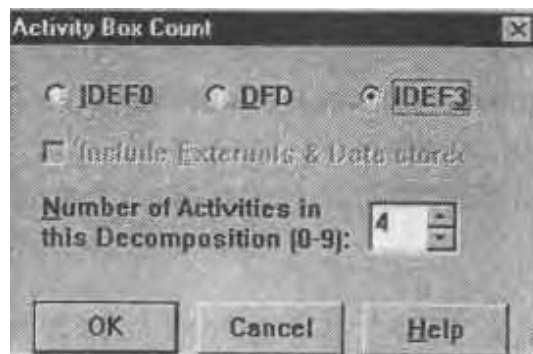 Activity Box Count
IDEF0 DFD IDEF3
Include Externals & Data stores
Number of Activities in
this Decomposition (0-9): 4
OK Cancel Help